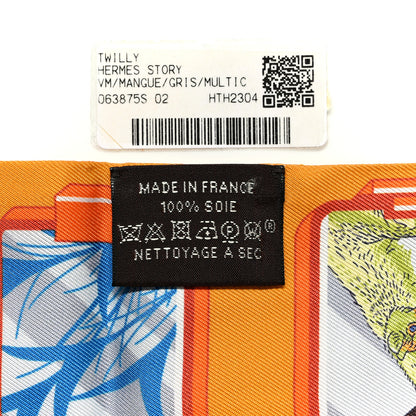 TWILLY
HERMES STORY
VM/MANGUE/GRIS/MULTIC
063875S 02 HTH2304
MADE IN FRANCE
100% SOIE
P W ®
NETTOYAGE A SEC